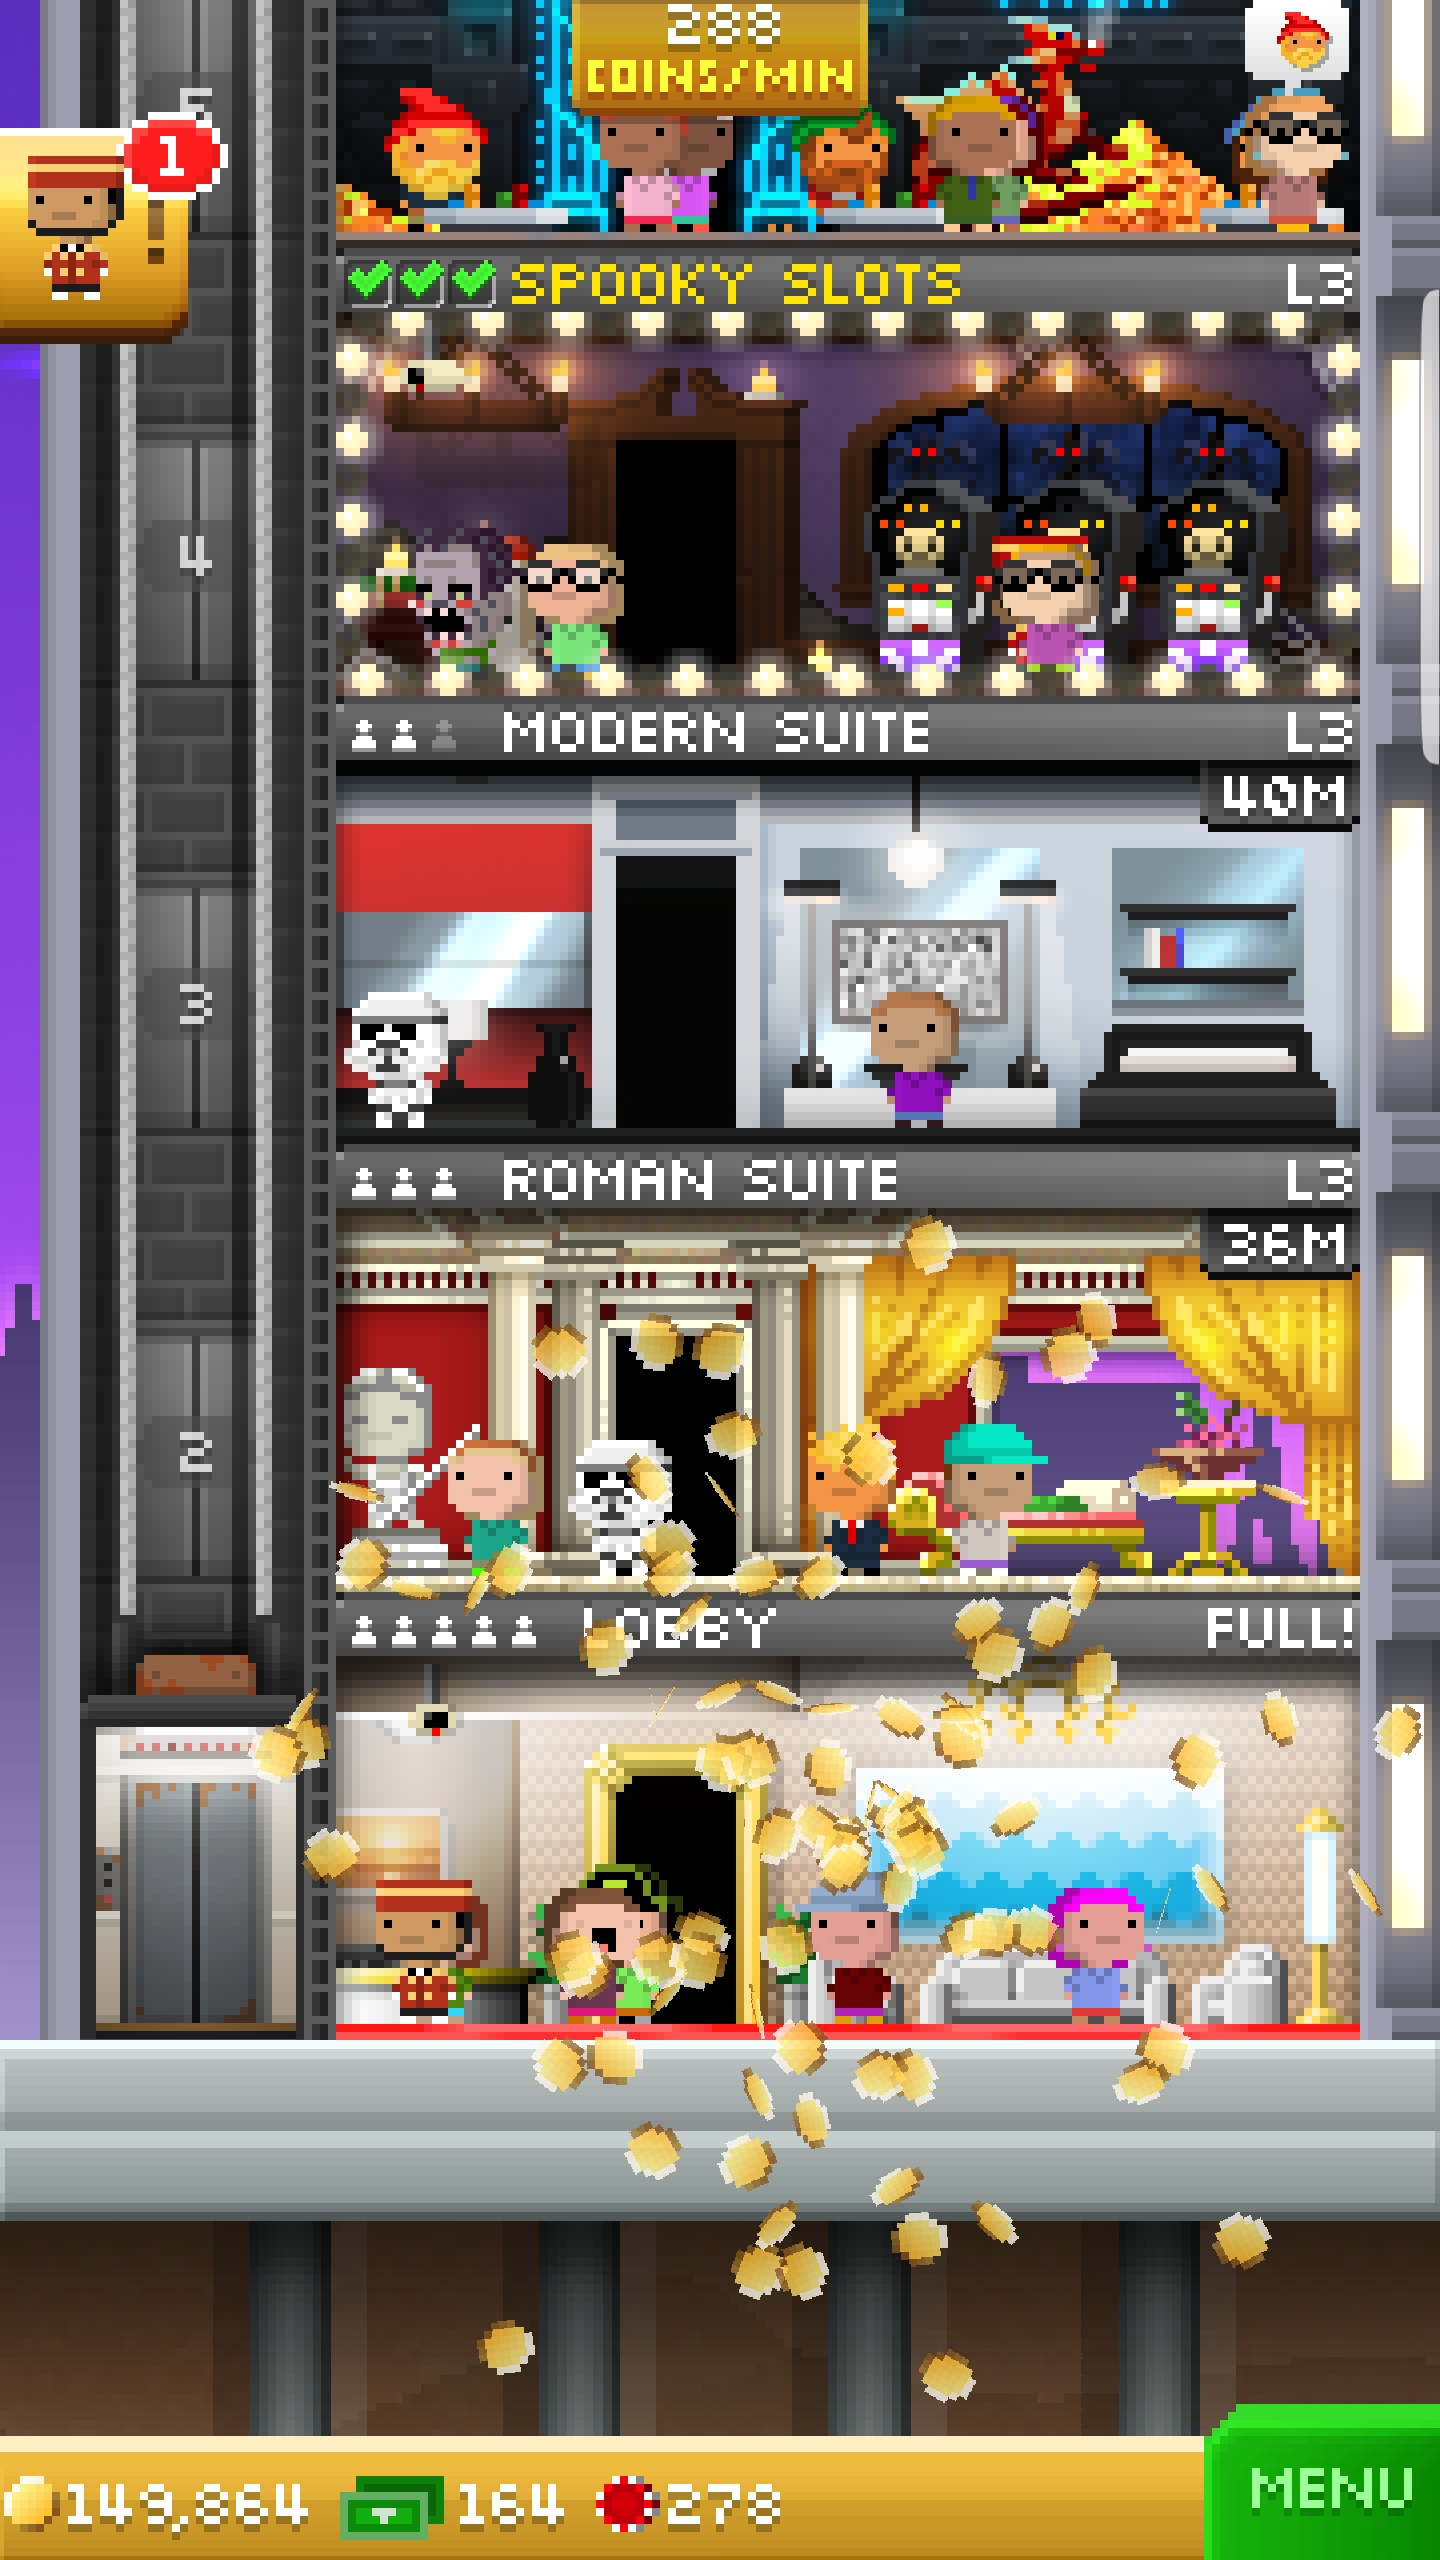 288
COINS/MIN
5
1
!
SPOOKY SLOTS L3
4
MODERN SUITE L3
40M
3
ROMAN SUITE L3
36M
2
LOBBY FULL!
149,864 164 278
MENU